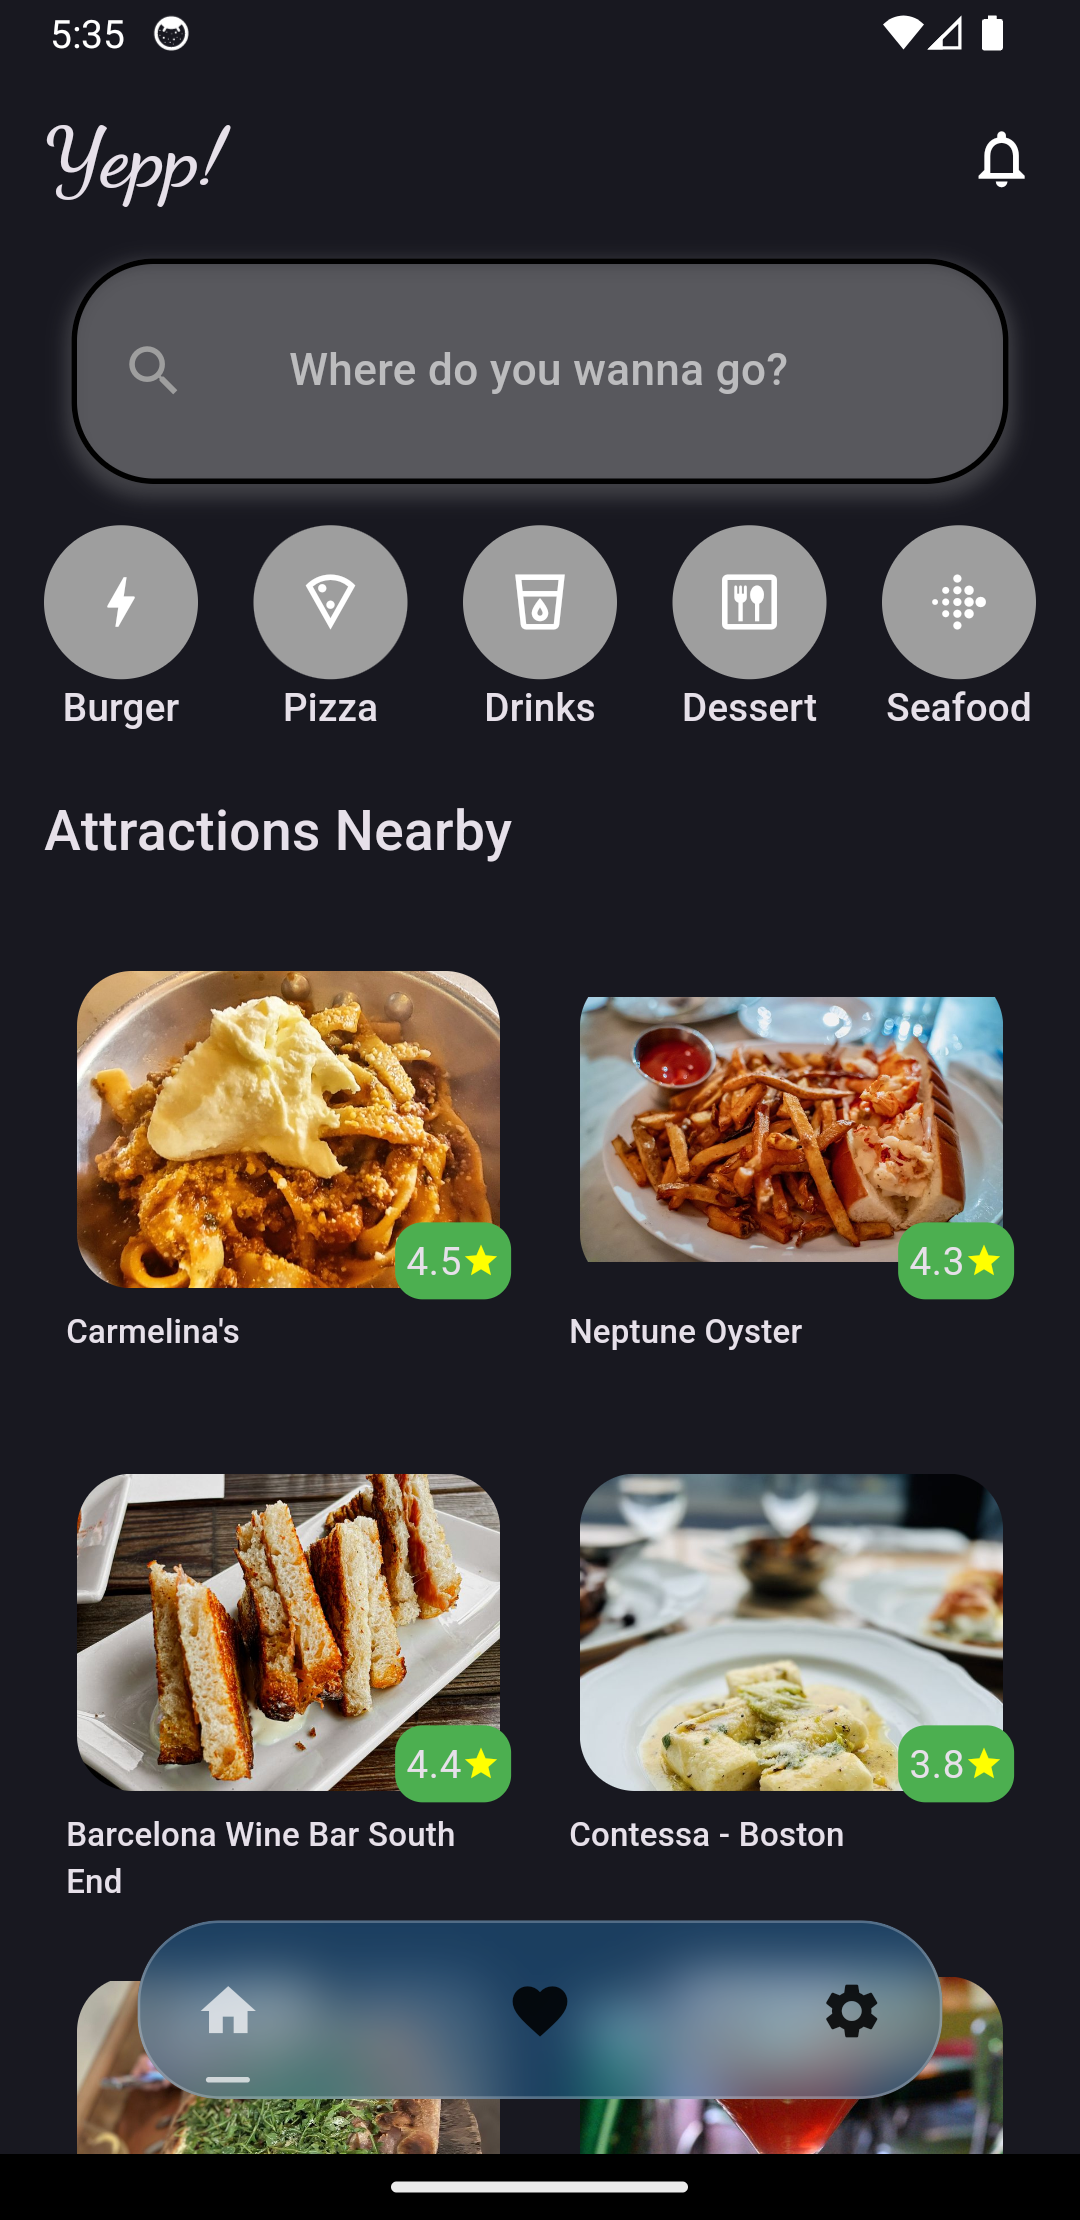 5:35
Yepp!
Where do you wanna go?
Burger Pizza Drinks Dessert Seafood
Attractions Nearby
4.5 4.3
Carmelina's Neptune Oyster
4.4 3.8
Barcelona Wine Bar South Contessa - Boston
End